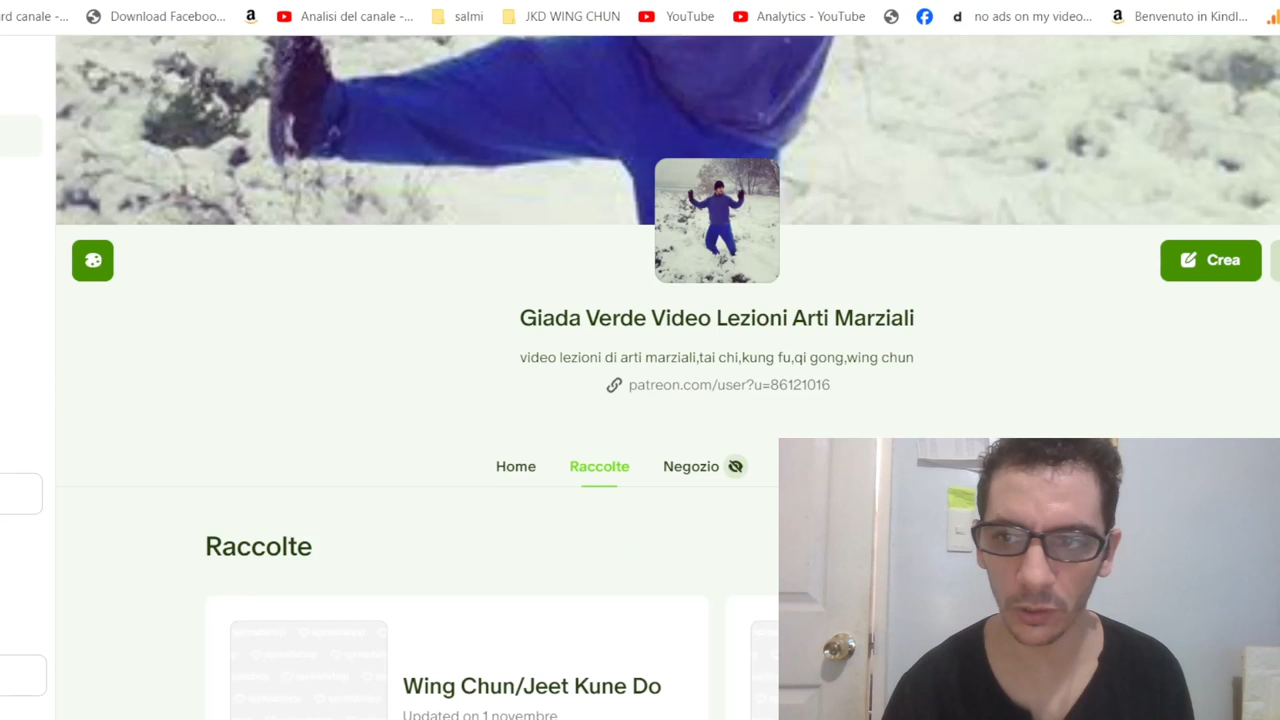 rd canale -...
Download Faceboo...
Analisi del canale -...
salmi
JKD WING CHUN
YouTube
Analytics - YouTube
no ads on my video...
Benvenuto in Kindl...
Crea
Giada Verde Video Lezioni Arti Marziali
video lezioni di arti marziali,tai chi,kung fu,qi gong,wing chun
patreon.com/user?u=86121016
Home
Raccolte
Negozio
Raccolte
Wing Chun/Jeet Kune Do
Updated on 1 novembre